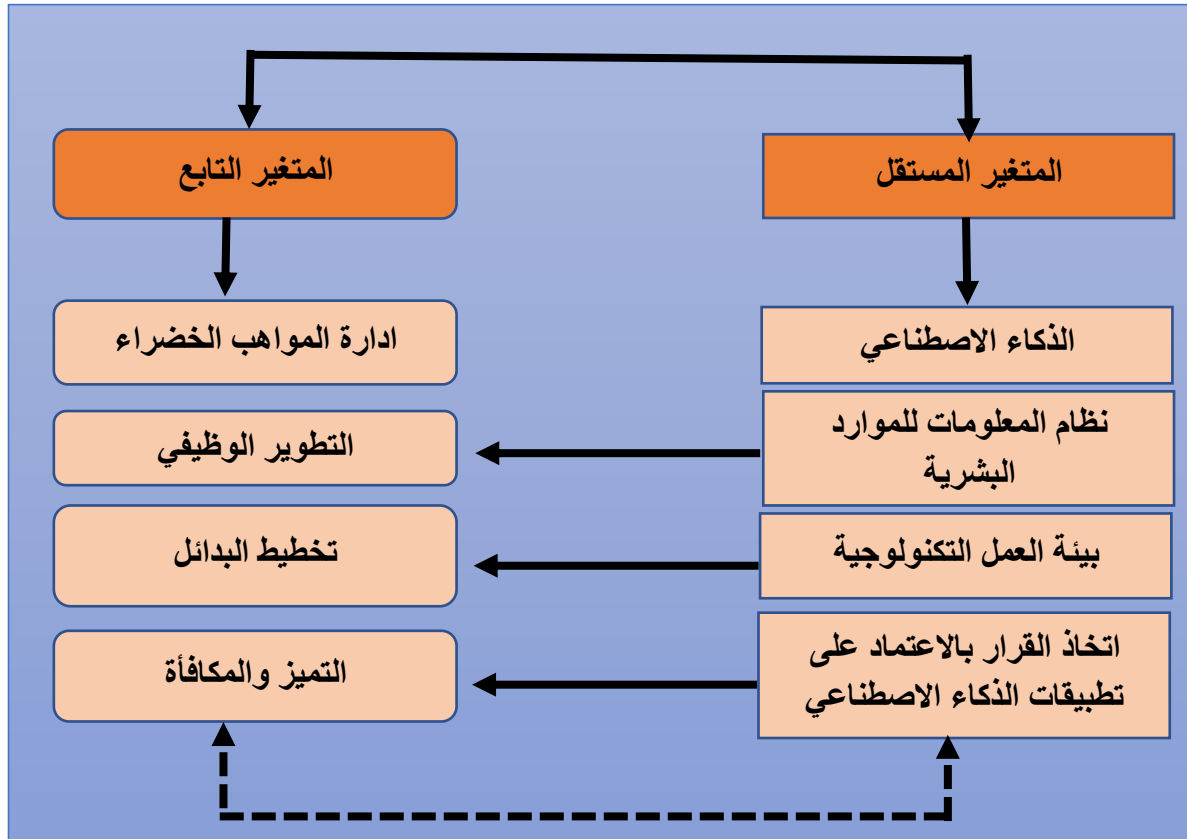 المتغير المستقل
المتغير التابع
الذكاء الاصطناعي
ادارة المواهب الخضراء
نظام المعلومات للموارد
البشرية
التطوير الوظيفي
بيئة العمل التكنولوجية
تخطيط البدائل
اتخاذ القرار بالاعتماد على
تطبيقات الذكاء الاصطناعي
التميز والمكافأة